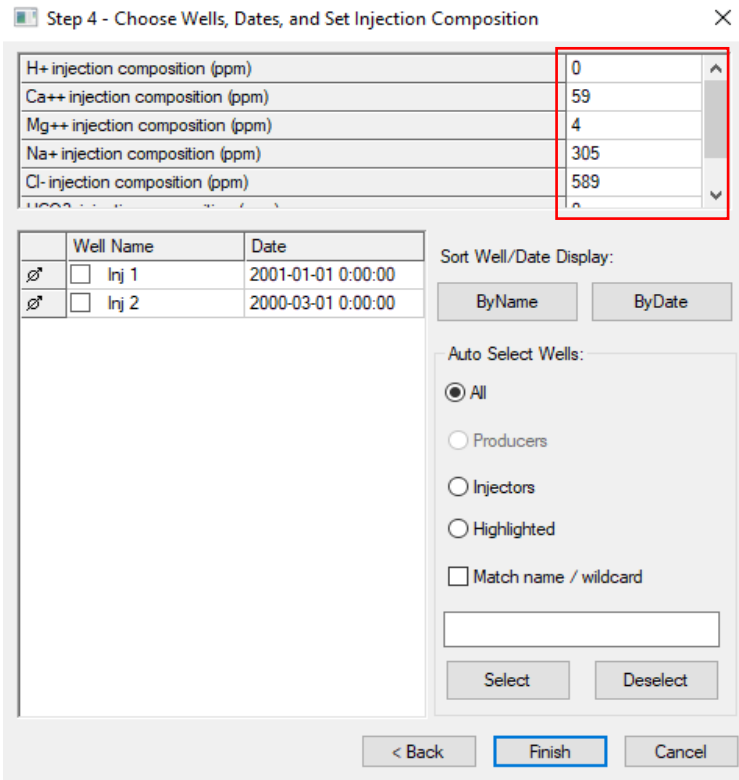 Step 4 - Choose Wells, Dates, and Set Injection Composition
H+ injection composition (ppm) 0
Ca++ injection composition (ppm) 59
Mg++ injection composition (ppm) 4
Na+ injection composition (ppm) 305
Cl- injection composition (ppm) 589
Well Name Date
Inj 1 2001-01-01 0:00:00
Inj 2 2000-03-01 0:00:00
Sort Well/Date Display:
ByName ByDate
Auto Select Wells:
All
Producers
Injectors
Highlighted
Match name / wildcard
Select Deselect
< Back Finish Cancel